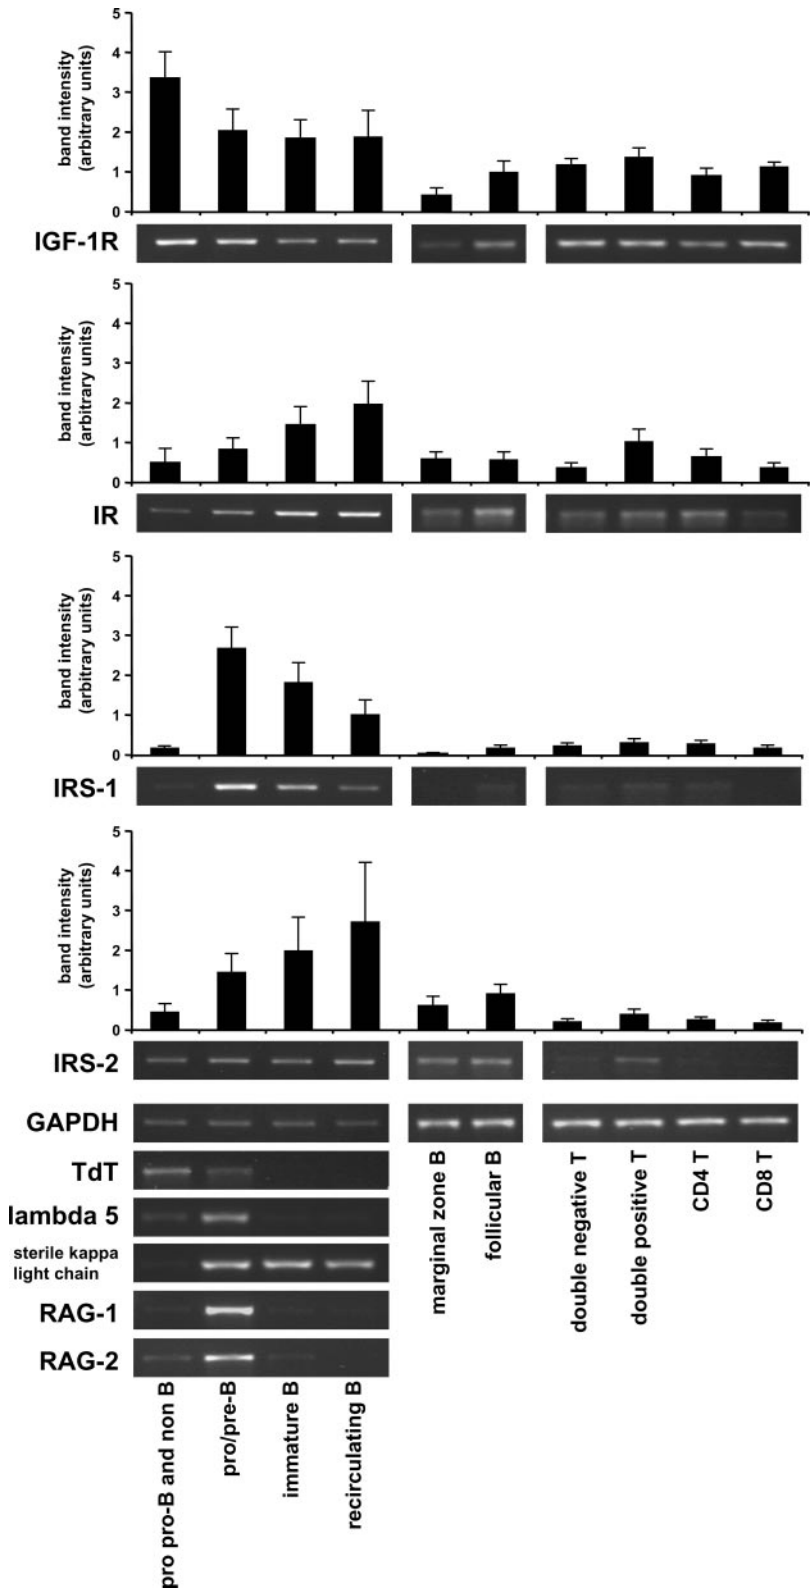 band intensity
(arbitrary units)
5
4
3
2
1
0
IGF-1R
band intensity
(arbitrary units)
5
4
3
2
1
0
IR
band intensity
(arbitrary units)
5
4
3
2
1
0
IRS-1
band intensity
(arbitrary units)
5
4
3
2
1
0
IRS-2
GAPDH
TdT
lambda 5
sterile kappa
light chain
RAG-1
RAG-2
pro pro-B and non B
pro/pre-B
immature B
recirculating B
marginal zone B
follicular B
double negative T
double positive T
CD4 T
CD8 T